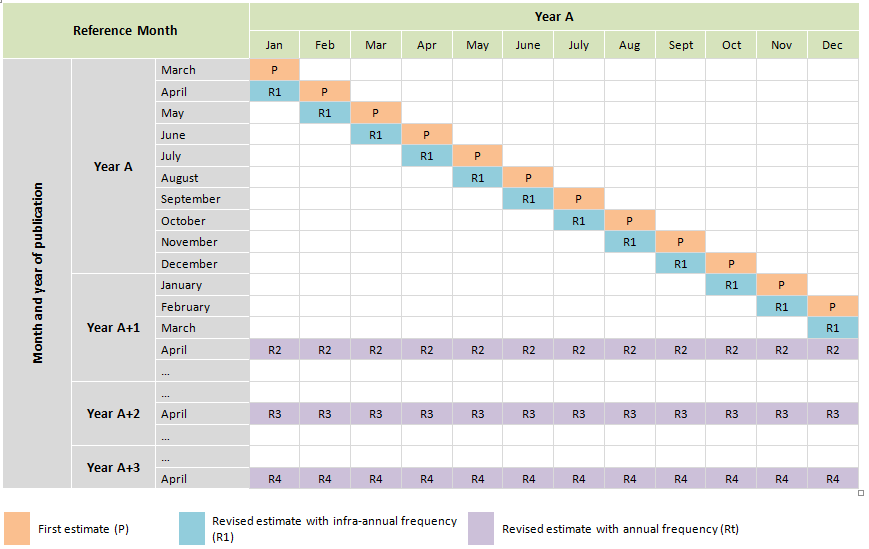 Reference Month
Year A
Jan Feb Mar Apr May June July Aug Sept Oct Nov Dec
Month and year of publication
Year A
March P
April R1 P
May R1 P
June R1 P
July R1 P
August R1 P
September R1 P
October R1 P
November R1 P
December R1 P
Year A+1
January R1 P
February R1 P
March R1
April R2 R2 R2 R2 R2 R2 R2 R2 R2 R2 R2 R2
...
Year A+2
...
April R3 R3 R3 R3 R3 R3 R3 R3 R3 R3 R3 R3
...
Year A+3
...
April R4 R4 R4 R4 R4 R4 R4 R4 R4 R4 R4 R4
First estimate (P)
Revised estimate with infra-annual frequency
(R1)
Revised estimate with annual frequency (Rt)